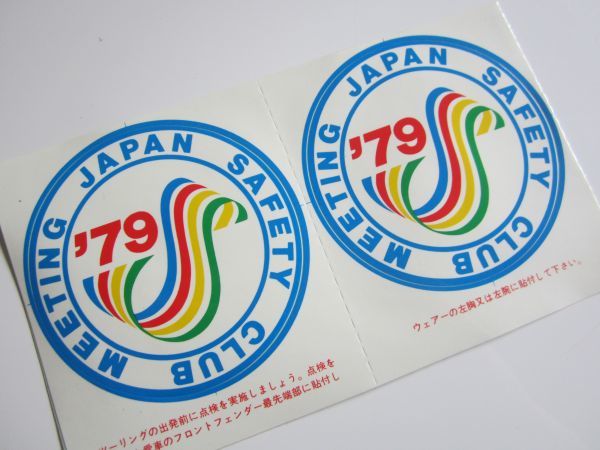 JAPAN SAFETY CLUB MEETING
'79
ツーリングの出発前に点検を実施しましょう。点検を
愛車のフロントフェンダー最先端部に貼付し
JAPAN SAFETY CLUB MEETING
'79
ウェアーの左胸又は左腕に貼付して下さい。